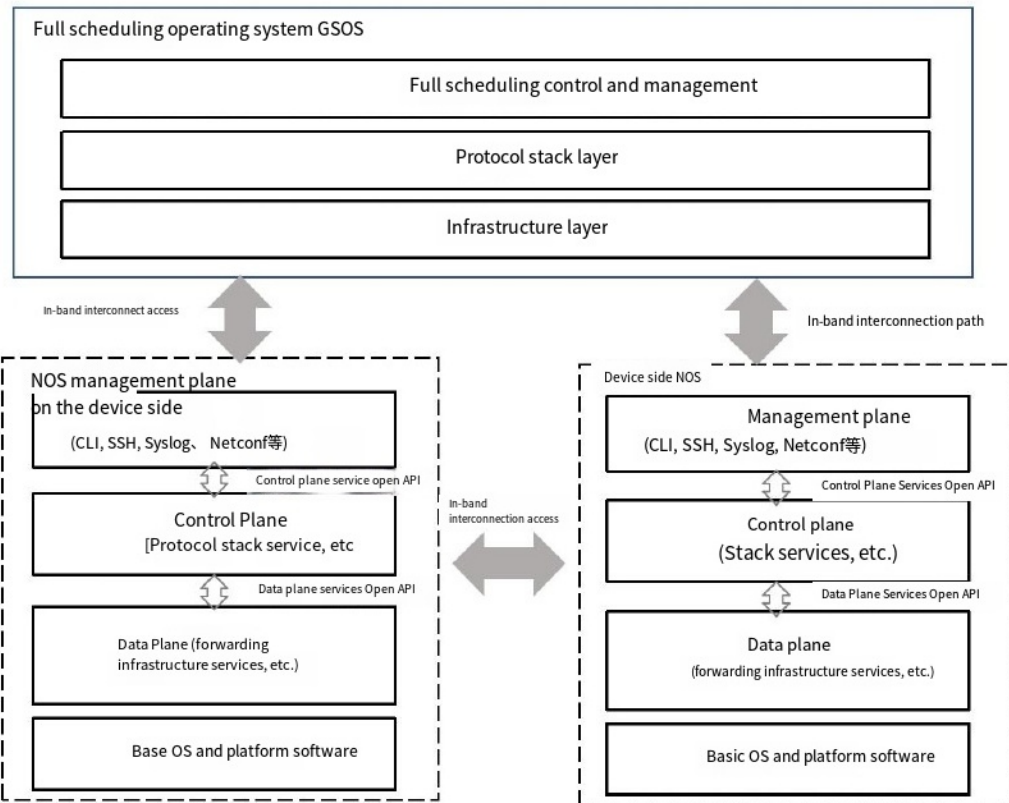 Full scheduling operating system GSOS
Full scheduling control and management
Protocol stack layer
Infrastructure layer
In-band interconnect access
In-band interconnection path
NOS management plane
on the device side
(CLI, SSH, Syslog、 Netconf等)
Control plane service open API
Control Plane
[Protocol stack service, etc
Data plane services Open API
Data Plane (forwarding
infrastructure services, etc.)
Base OS and platform software
In-band
interconnection access
Device side NOS
Management plane
(CLI, SSH, Syslog, Netconf等)
Control Plane Services Open API
Control plane
(Stack services, etc.)
Data Plane Services Open API
Data plane
(forwarding infrastructure services, etc.)
Basic OS and platform software